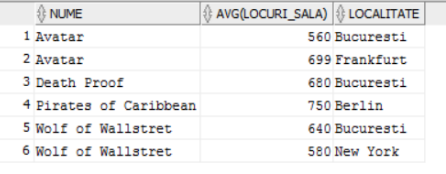 NUME AVG(LOCURI_SALA) LOCALITATE
1 Avatar 560 Bucuresti
2 Avatar 699 Frankfurt
3 Death Proof 680 Bucuresti
4 Pirates of Caribbean 750 Berlin
5 Wolf of Wallstret 640 Bucuresti
6 Wolf of Wallstret 580 New York